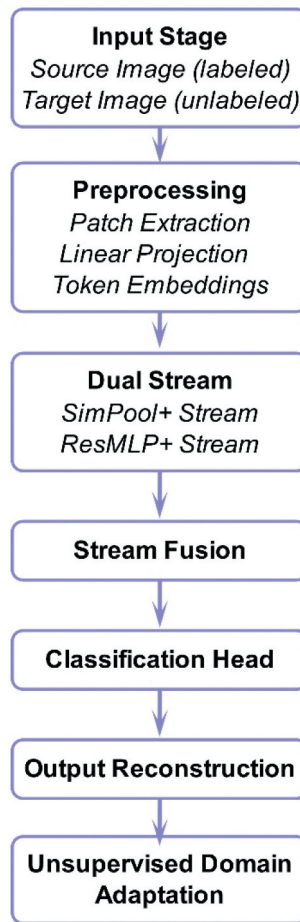 Input Stage
Source Image (labeled)
Target Image (unlabeled)
Preprocessing
Patch Extraction
Linear Projection
Token Embeddings
Dual Stream
SimPool+ Stream
ResMLP+ Stream
Stream Fusion
Classification Head
Output Reconstruction
Unsupervised Domain
Adaptation